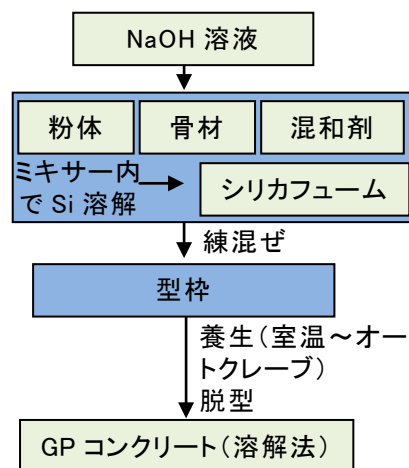 NaOH 溶液
粉体 骨材 混和剤
ミキサー内
で Si 溶解
シリカフューム
練混ぜ
型枠
養生（室温～オー
トクレーブ）
脱型
GP コンクリート（溶解法）